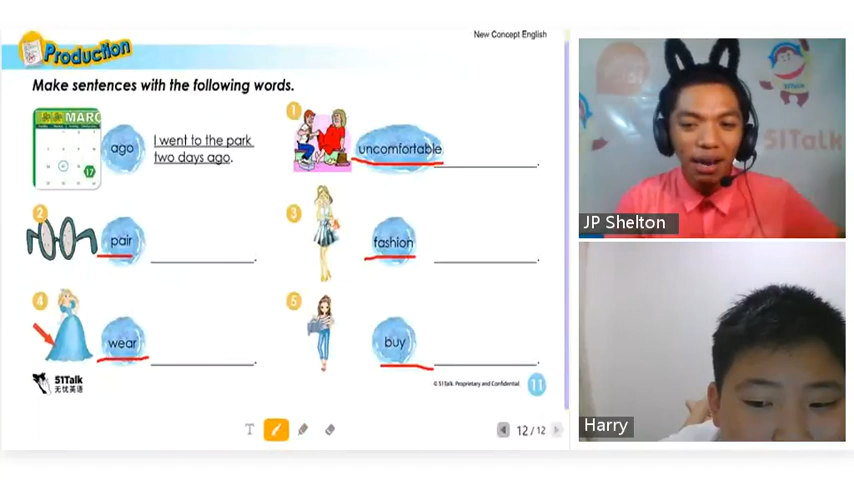 New Concept English
Production
Make sentences with the following words.
MARC
17
ago
I went to the park
two days ago.
1
uncomfortable
.
2
pair
.
3
fashion
.
4
wear
.
5
buy
.
51Talk
无忧英语
© 51Talk. Proprietary and Confidential
11
T
12 / 12
51Talk
51Talk
JP Shelton
Harry